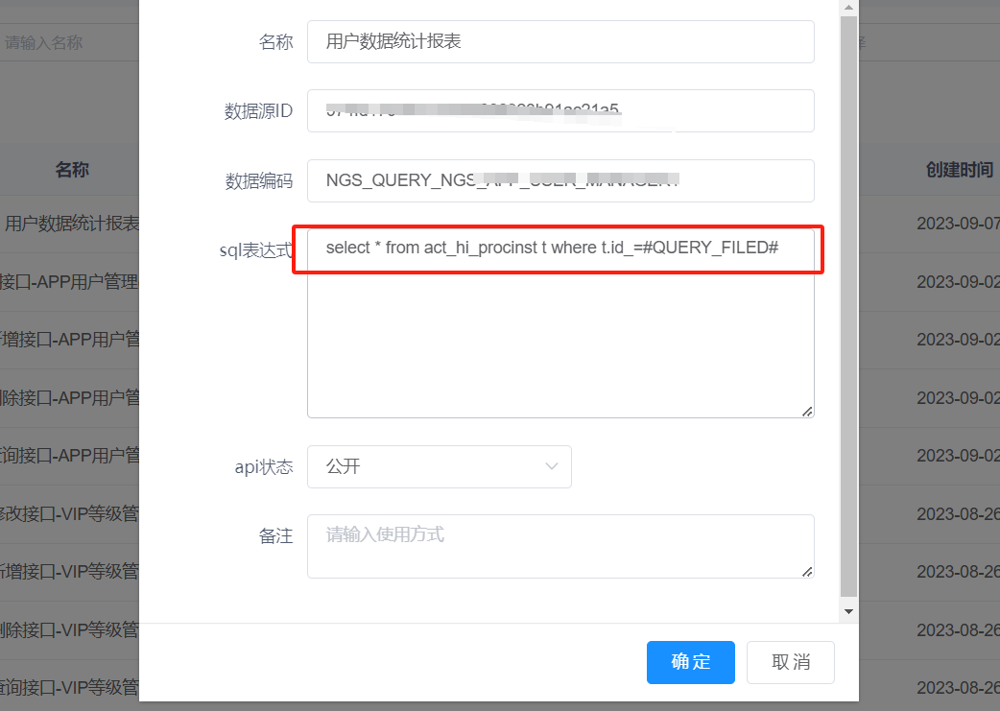 请输入名称
名称
用户数据统计报表
数据源ID
数据编码
NGS_QUERY_NGS
名称
创建时间
用户数据统计报表
2023-09-07
sql表达式
select * from act_hi_procinst t where t.id_=#QUERY_FILED#
接口-APP用户管理
2023-09-02
增接口-APP用户管
2023-09-02
除接口-APP用户管
2023-09-02
询接口-APP用户管
2023-09-02
api状态
公开
改接口-VIP等级管
2023-08-26
备注
请输入使用方式
增接口-VIP等级管
2023-08-26
除接口-VIP等级管
2023-08-26
确定
取消
询接口-VIP等级管
2023-08-26